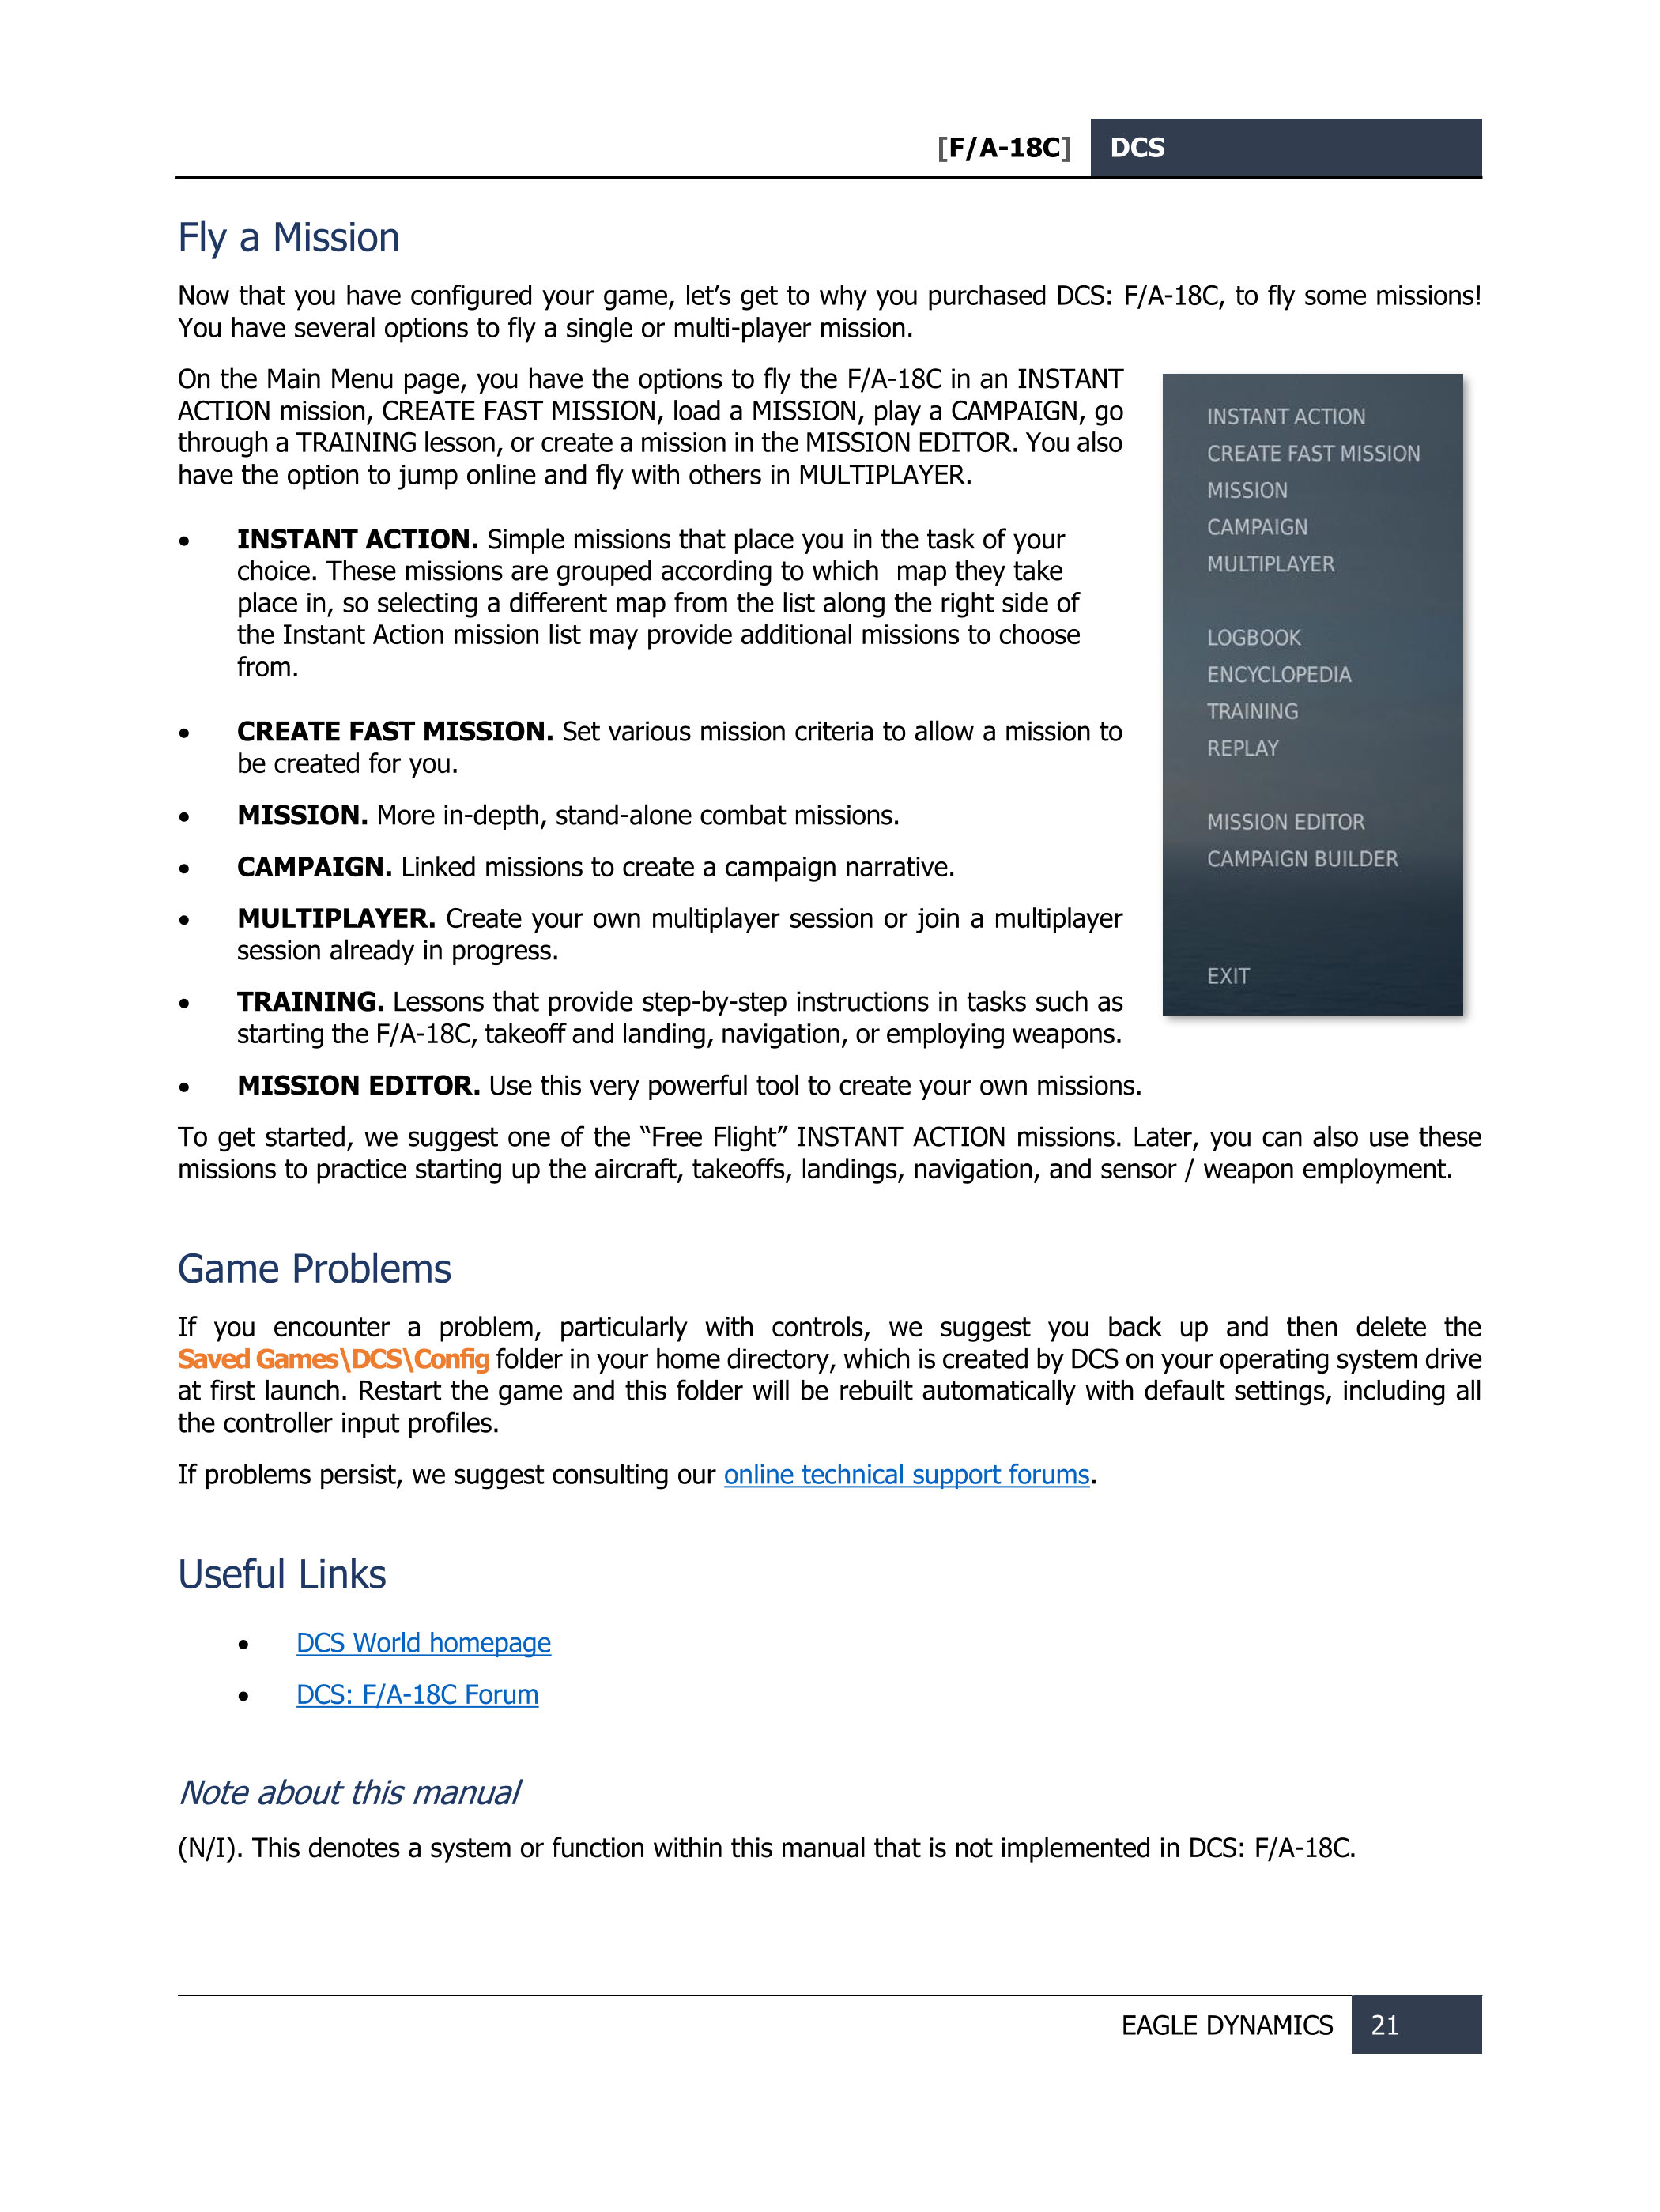 [F/A-18C] DCS
Fly a Mission
Now that you have configured your game, let’s get to why you purchased DCS: F/A-18C, to fly some missions!
You have several options to fly a single or multi-player mission.
On the Main Menu page, you have the options to fly the F/A-18C in an INSTANT
ACTION mission, CREATE FAST MISSION, load a MISSION, play a CAMPAIGN, go
through a TRAINING lesson, or create a mission in the MISSION EDITOR. You also
have the option to jump online and fly with others in MULTIPLAYER.
• INSTANT ACTION. Simple missions that place you in the task of your
choice. These missions are grouped according to which  map they take
place in, so selecting a different map from the list along the right side of
the Instant Action mission list may provide additional missions to choose
from.
• CREATE FAST MISSION. Set various mission criteria to allow a mission to
be created for you.
• MISSION. More in-depth, stand-alone combat missions.
• CAMPAIGN. Linked missions to create a campaign narrative.
• MULTIPLAYER. Create your own multiplayer session or join a multiplayer
session already in progress.
• TRAINING. Lessons that provide step-by-step instructions in tasks such as
starting the F/A-18C, takeoff and landing, navigation, or employing weapons.
• MISSION EDITOR. Use this very powerful tool to create your own missions.
INSTANT ACTION
CREATE FAST MISSION
MISSION
CAMPAIGN
MULTIPLAYER
LOGBOOK
ENCYCLOPEDIA
TRAINING
REPLAY
MISSION EDITOR
CAMPAIGN BUILDER
EXIT
To get started, we suggest one of the “Free Flight” INSTANT ACTION missions. Later, you can also use these
missions to practice starting up the aircraft, takeoffs, landings, navigation, and sensor / weapon employment.
Game Problems
If you encounter a problem, particularly with controls, we suggest you back up and then delete the
Saved Games\DCS\Config folder in your home directory, which is created by DCS on your operating system drive
at first launch. Restart the game and this folder will be rebuilt automatically with default settings, including all
the controller input profiles.
If problems persist, we suggest consulting our online technical support forums.
Useful Links
• DCS World homepage
• DCS: F/A-18C Forum
Note about this manual
(N/I). This denotes a system or function within this manual that is not implemented in DCS: F/A-18C.
EAGLE DYNAMICS 21